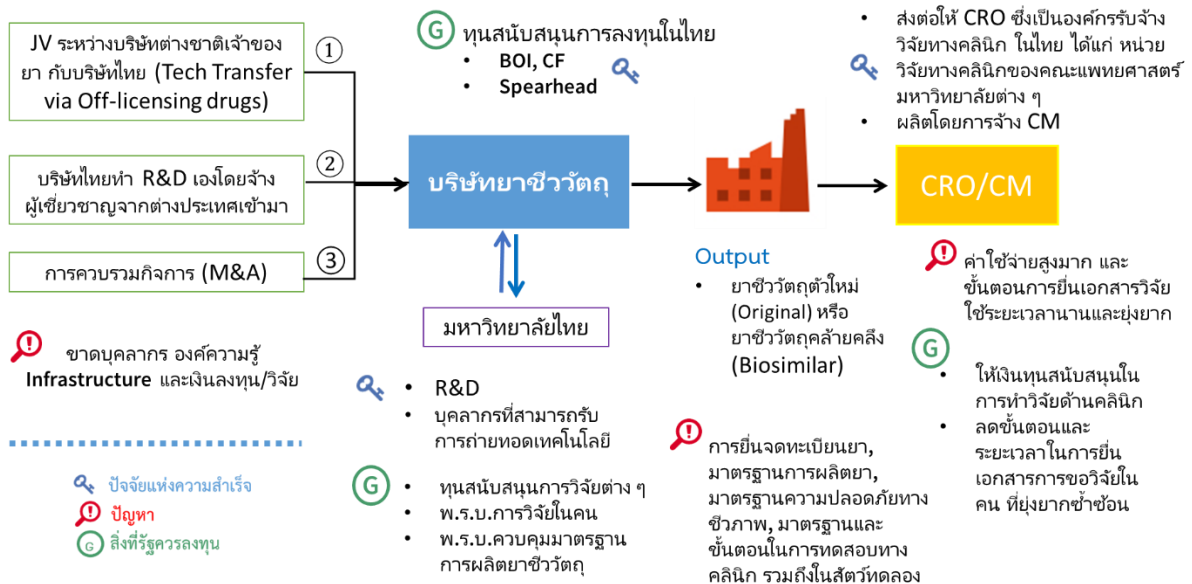 JV ระหว่างบริษัทต่างชาติเจ้าของ
ยา กับบริษัทไทย (Tech Transfer
via Off-licensing drugs)
①
บริษัทไทยทำ R&D เองโดยจ้าง
ผู้เชี่ยวชาญจากต่างประเทศเข้ามา
②
การควบรวมกิจการ (M&A)
③
ขาดบุคลากร องค์ความรู้
Infrastructure และเงินลงทุน/วิจัย
ปัจจัยแห่งความสำเร็จ
ปัญหา
G สิ่งที่รัฐควรลงทุน
G ทุนสนับสนุนการลงทุนในไทย
• BOI, CF
• Spearhead
บริษัทยาชีววัตถุ
มหาวิทยาลัยไทย
• R&D
• บุคลากรที่สามารถรับ
การถ่ายทอดเทคโนโลยี
G
• ทุนสนับสนุนการวิจัยต่าง ๆ
• พ.ร.บ.การวิจัยในคน
• พ.ร.บ.ควบคุมมาตรฐาน
การผลิตยาชีววัตถุ
Output
• ยาชีววัตถุตัวใหม่
(Original) หรือ
ยาชีววัตถุคล้ายคลึง
(Biosimilar)
การยื่นจดทะเบียนยา,
มาตรฐานการผลิตยา,
มาตรฐานความปลอดภัยทาง
ชีวภาพ, มาตรฐานและ
ขั้นตอนในการทดสอบทาง
คลินิก รวมถึงในสัตว์ทดลอง
• ส่งต่อให้ CRO ซึ่งเป็นองค์กรรับจ้าง
วิจัยทางคลินิก ในไทย ได้แก่ หน่วย
วิจัยทางคลินิกของคณะแพทยศาสตร์
มหาวิทยาลัยต่าง ๆ
• ผลิตโดยการจ้าง CM
CRO/CM
ค่าใช้จ่ายสูงมาก และ
ขั้นตอนการยื่นเอกสารวิจัย
ใช้ระยะเวลานานและยุ่งยาก
G
• ให้เงินทุนสนับสนุนใน
การทำวิจัยด้านคลินิก
• ลดขั้นตอนและ
ระยะเวลาในการยื่น
เอกสารการขอวิจัยใน
คน ที่ยุ่งยากซ้ำซ้อน